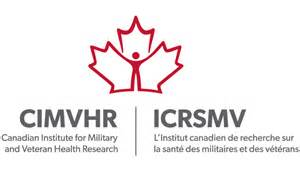 CIMVHR
Canadian Institute for Military
and Veteran Health Research
ICRSMV
L'Institut canadien de recherche sur
la santé des militaires et des vétérans